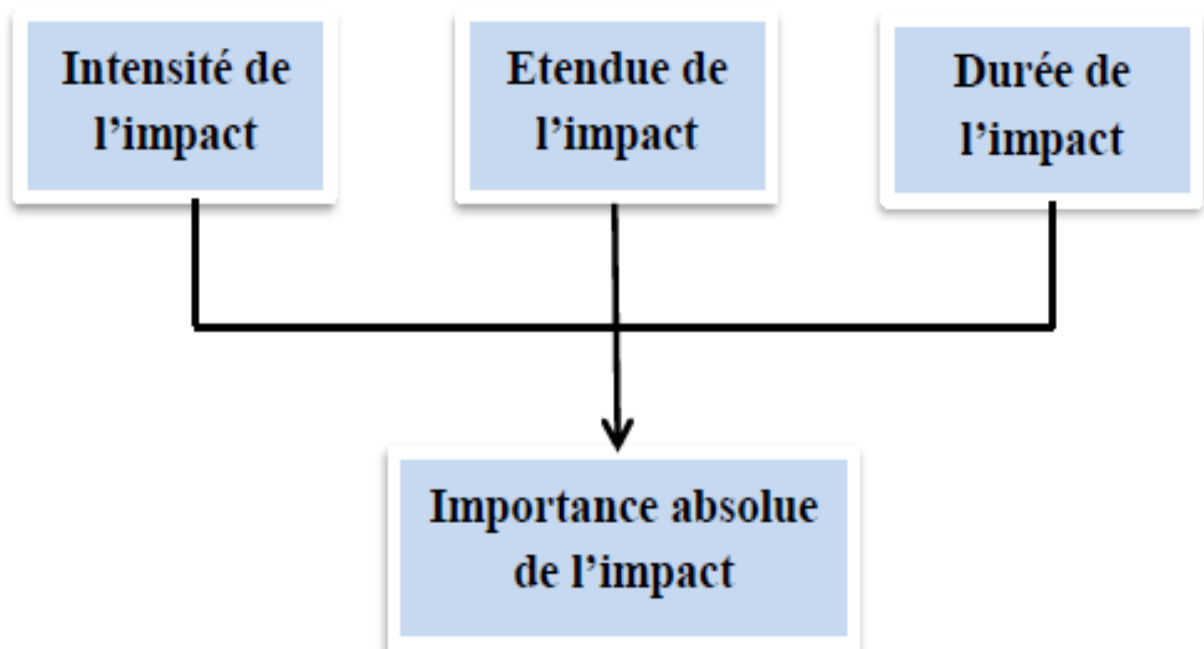 Intensité de
l’impact
Etendue de
l’impact
Durée de
l’impact
Importance absolue
de l’impact